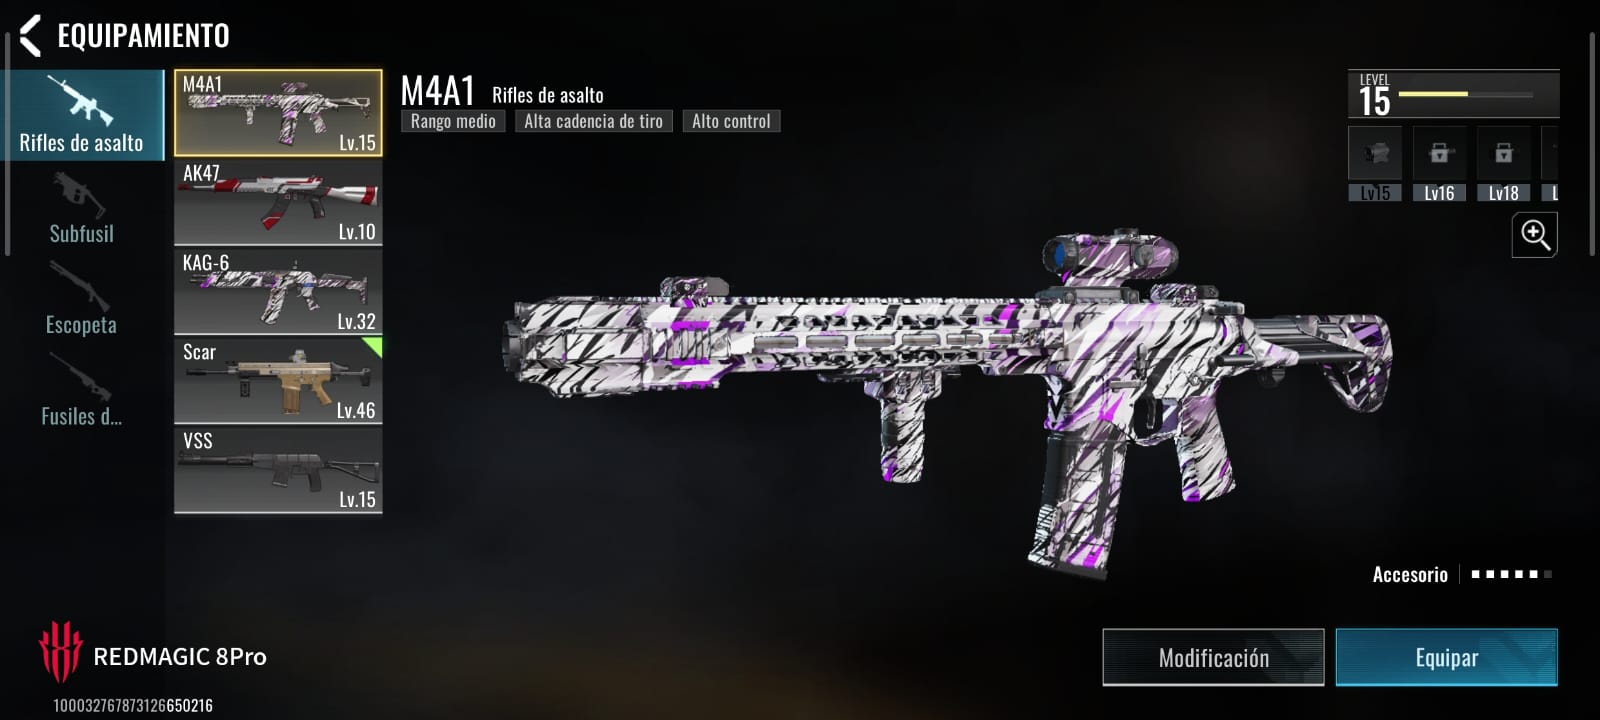 EQUIPAMIENTO
Rifles de asalto
Subfusil
Escopeta
Fusiles d...
M4A1
Lv.15
AK47
Lv.10
KAG-6
Lv.32
Scar
Lv.46
VSS
Lv.15
M4A1 Rifles de asalto
Rango medio Alta cadencia de tiro Alto control
LEVEL
15
Lv15 Lv16 Lv18 L
Accesorio
Modificación Equipar
REDMAGIC 8Pro
100032767873126650216